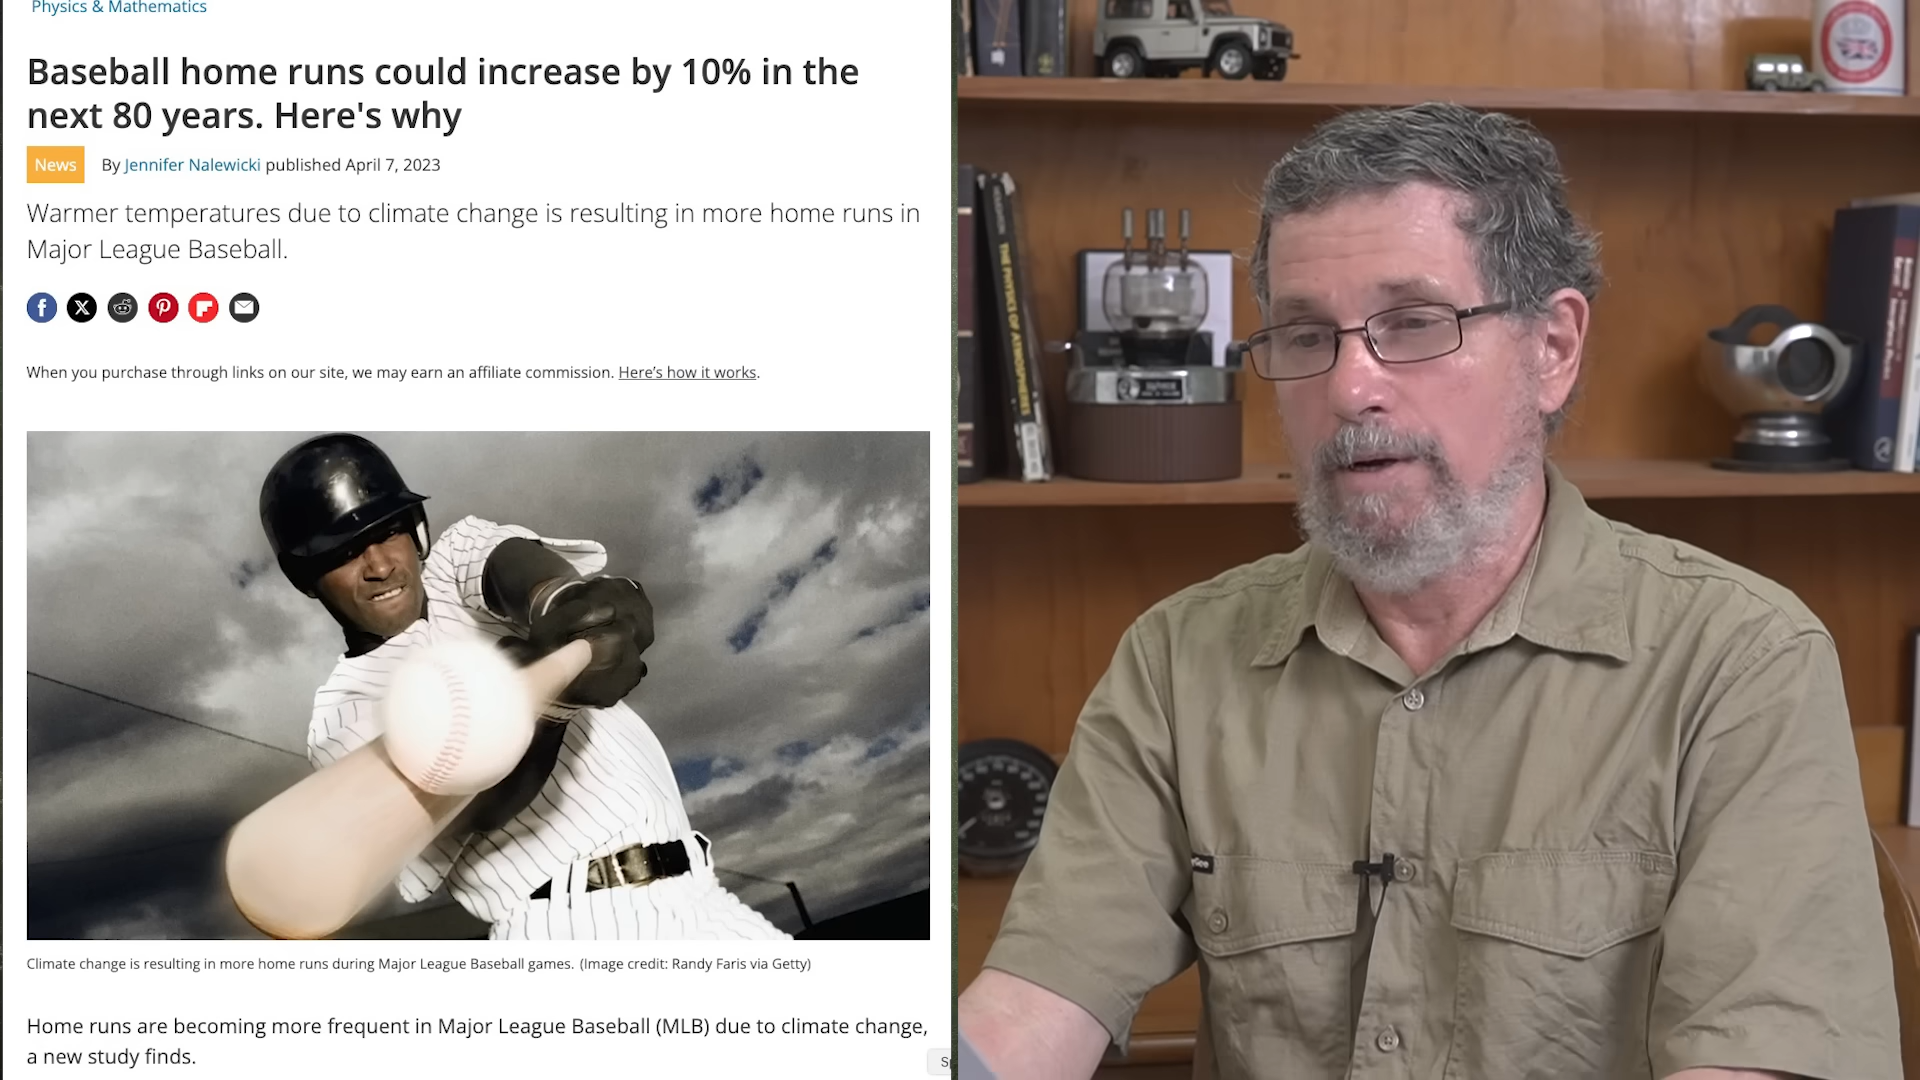 Physics & Mathematics
Baseball home runs could increase by 10% in the
next 80 years. Here's why
News By Jennifer Nalewicki published April 7, 2023
Warmer temperatures due to climate change is resulting in more home runs in
Major League Baseball.
When you purchase through links on our site, we may earn an affiliate commission. Here's how it works.
Climate change is resulting in more home runs during Major League Baseball games. (Image credit: Randy Faris via Getty)
Home runs are becoming more frequent in Major League Baseball (MLB) due to climate change,
a new study finds.
THE PHYSICS OF ATMOSPHERES